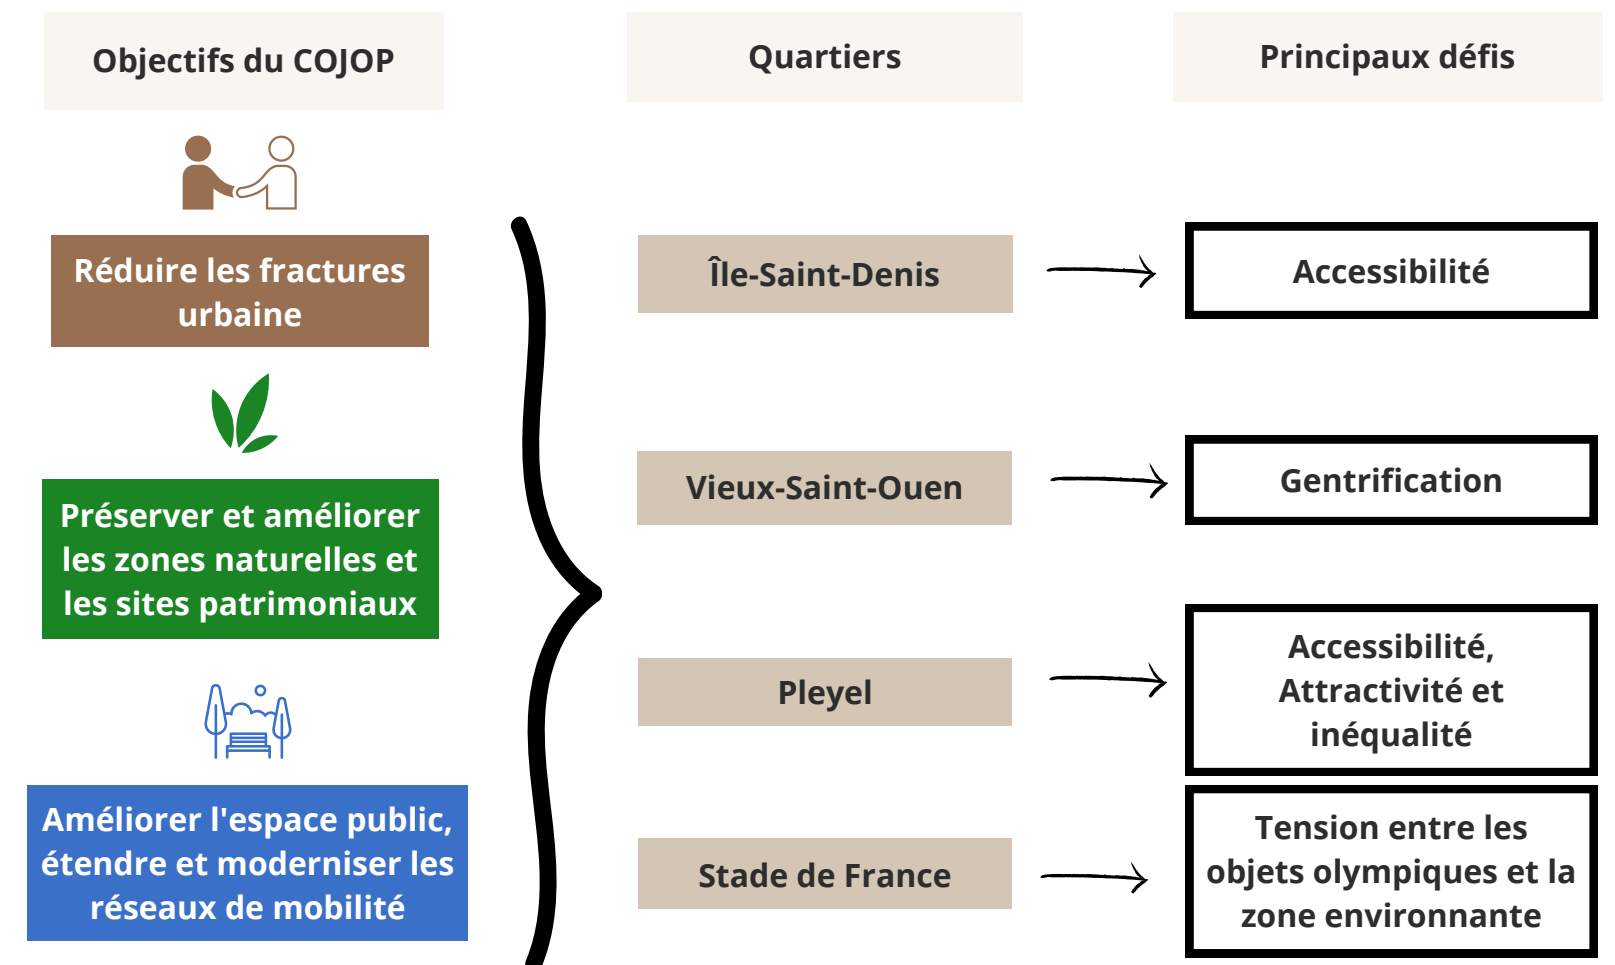 Objectifs du COJOP
Réduire les fractures
urbaine
Préserver et améliorer
les zones naturelles et
les sites patrimoniaux
Améliorer l'espace public,
étendre et moderniser les
réseaux de mobilité
Quartiers
Île-Saint-Denis
Vieux-Saint-Ouen
Pleyel
Stade de France
Principaux défis
Accessibilité
Gentrification
Accessibilité,
Attractivité et
inéqualité
Tension entre les
objets olympiques et la
zone environnante